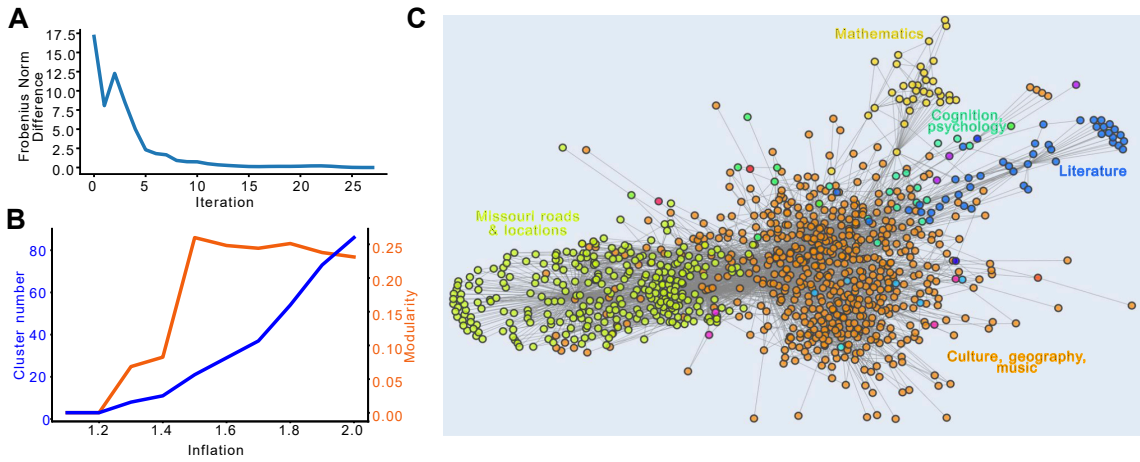 A
17.5
15.0
12.5
10.0
7.5
5.0
2.5
0.0
Frobenius Norm
Difference
0
5
10
15
20
25
Iteration
B
80
60
40
20
0
Cluster number
0.25
0.20
0.15
0.10
0.05
0.00
Modularity
1.2
1.4
1.6
1.8
2.0
Inflation
C
Mathematics
Cognition,
psychology
Literature
Missouri roads
& locations
Culture, geography,
music